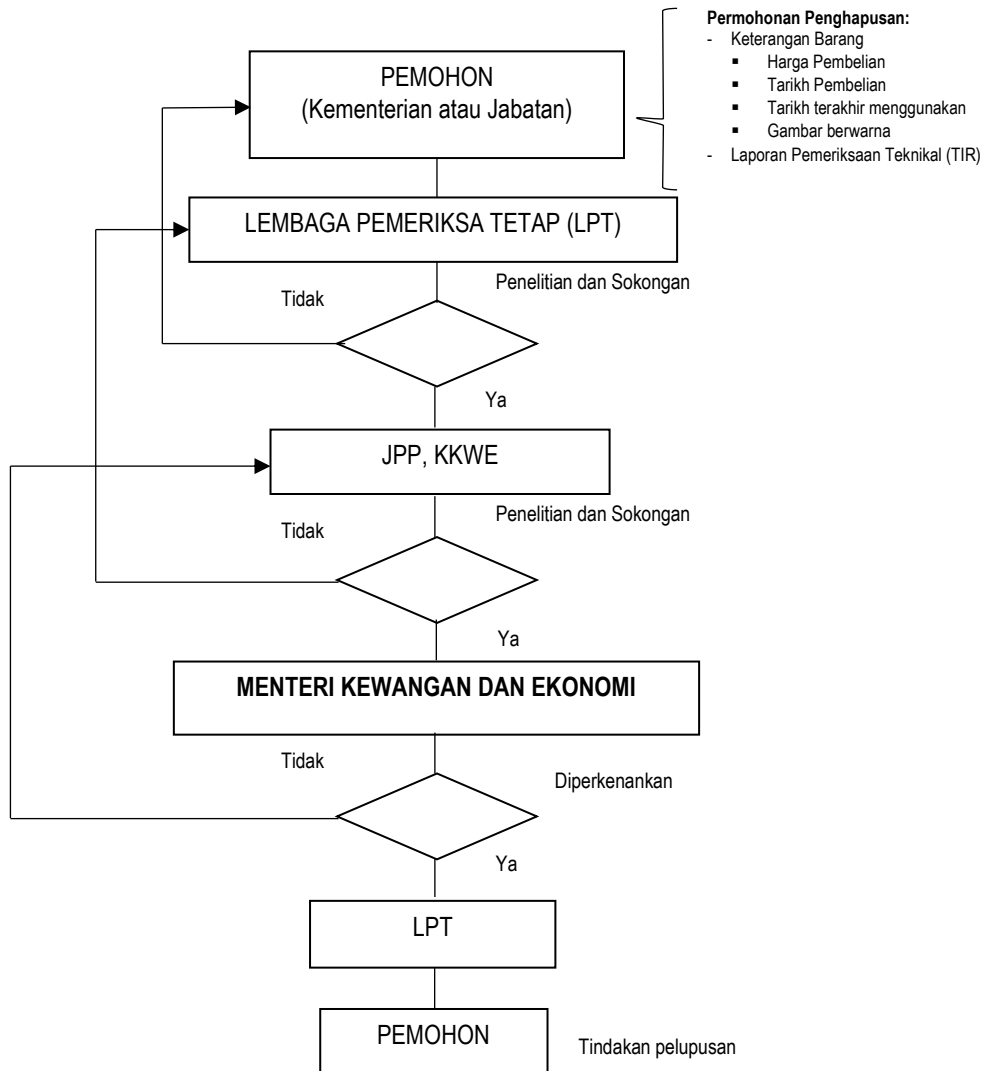 Permohonan Penghapusan:
- Keterangan Barang
▪ Harga Pembelian
▪ Tarikh Pembelian
▪ Tarikh terakhir menggunakan
▪ Gambar berwarna
- Laporan Pemeriksaan Teknikal (TIR)
PEMOHON
(Kementerian atau Jabatan)
LEMBAGA PEMERIKSA TETAP (LPT)
Penelitian dan Sokongan
Tidak
Ya
JPP, KKWE
Penelitian dan Sokongan
Tidak
Ya
MENTERI KEWANGAN DAN EKONOMI
Tidak
Diperkenankan
Ya
LPT
PEMOHON
Tindakan pelupusan